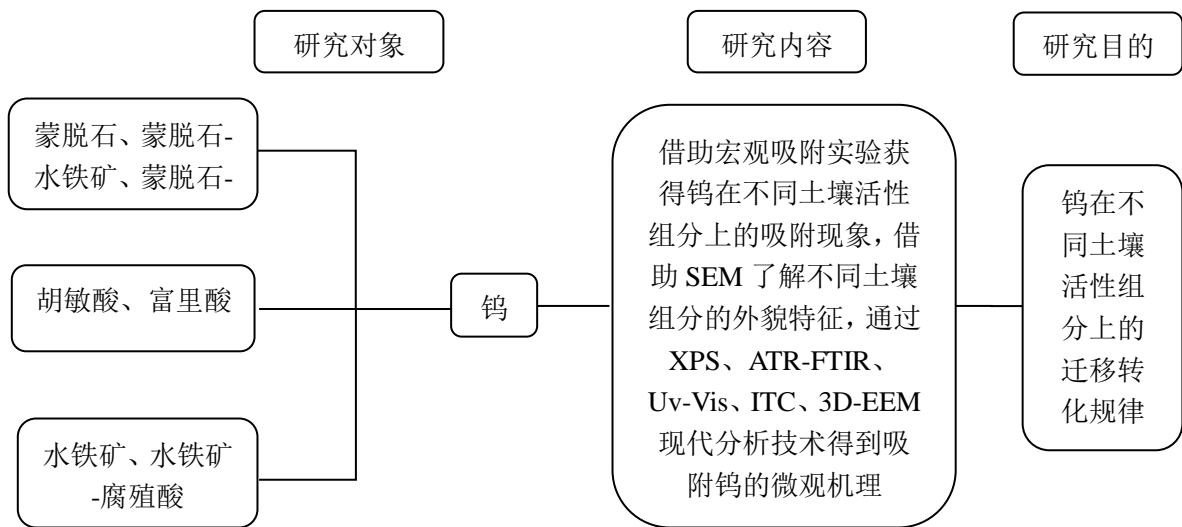 研究对象
研究内容
研究目的
蒙脱石、蒙脱石-
水铁矿、蒙脱石-
胡敏酸、富里酸
水铁矿、水铁矿
-腐殖酸
钨
借助宏观吸附实验获
得钨在不同土壤活性
组分上的吸附现象，借
助 SEM 了解不同土壤
组分的外貌特征，通过
XPS、ATR-FTIR、
Uv-Vis、ITC、3D-EEM
现代分析技术得到吸
附钨的微观机理
钨在不
同土壤
活性组
分上的
迁移转
化规律